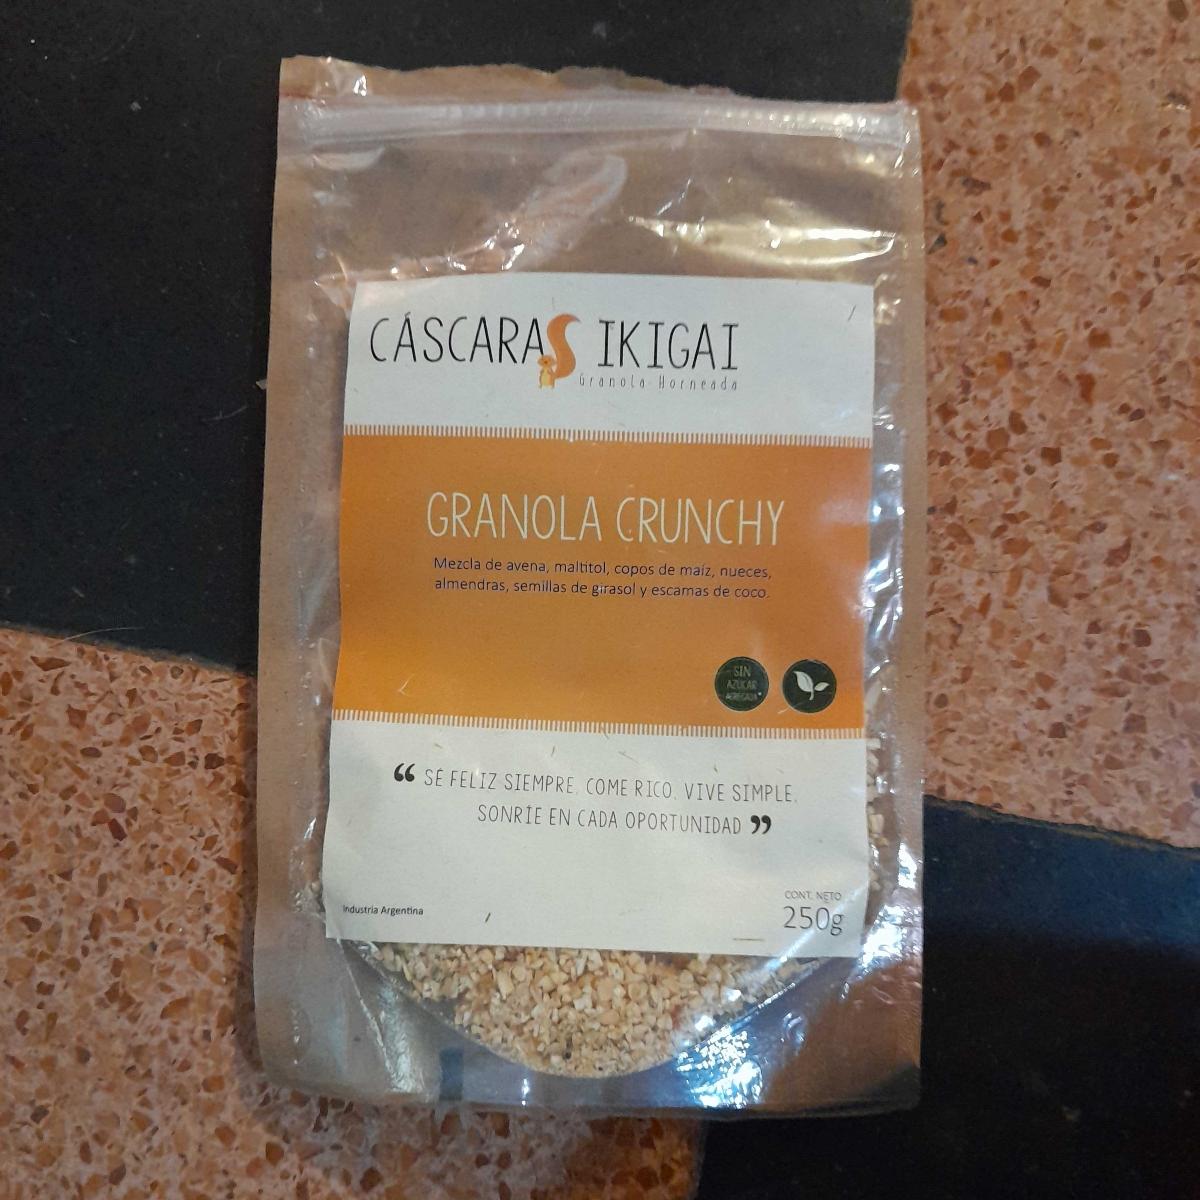 CÁSCARAS IKIGAI
Granola Horneada
GRANOLA CRUNCHY
Mezcla de avena, maltitol, copos de maíz, nueces,
almendras, semillas de girasol y escamas de coco.
SIN
AZÚCAR
AGREGADA*
“ SÉ FELIZ SIEMPRE. COME RICO. VIVE SIMPLE.
SONRÍE EN CADA OPORTUNIDAD ”
Industria Argentina
CONT. NETO
250g